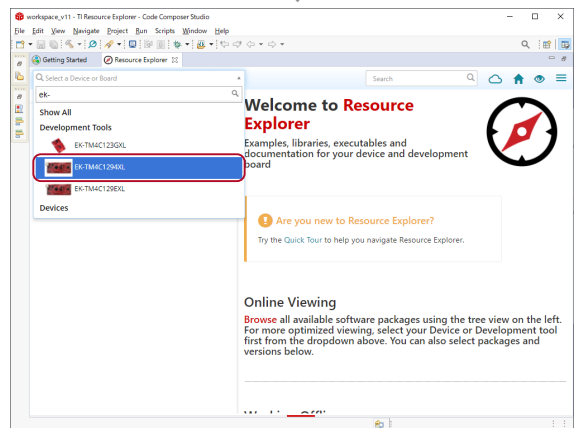 workspace_v11 - TI Resource Explorer - Code Composer Studio
File Edit View Navigate Project Run Scripts Window Help
Getting Started Resource Explorer
Select a Device or Board
Search
ek-
Show All
Development Tools
EK-TM4C123GXL
EK-TM4C1294XL
EK-TM4C129EXL
Devices
Welcome to Resource
Explorer
Examples, libraries, executables and
documentation for your device and development
board
Are you new to Resource Explorer?
Try the Quick Tour to help you navigate Resource Explorer.
Online Viewing
Browse all available software packages using the tree view on the left.
For more optimized viewing, select your Device or Development tool
first from the dropdown above. You can also select packages and
versions below.